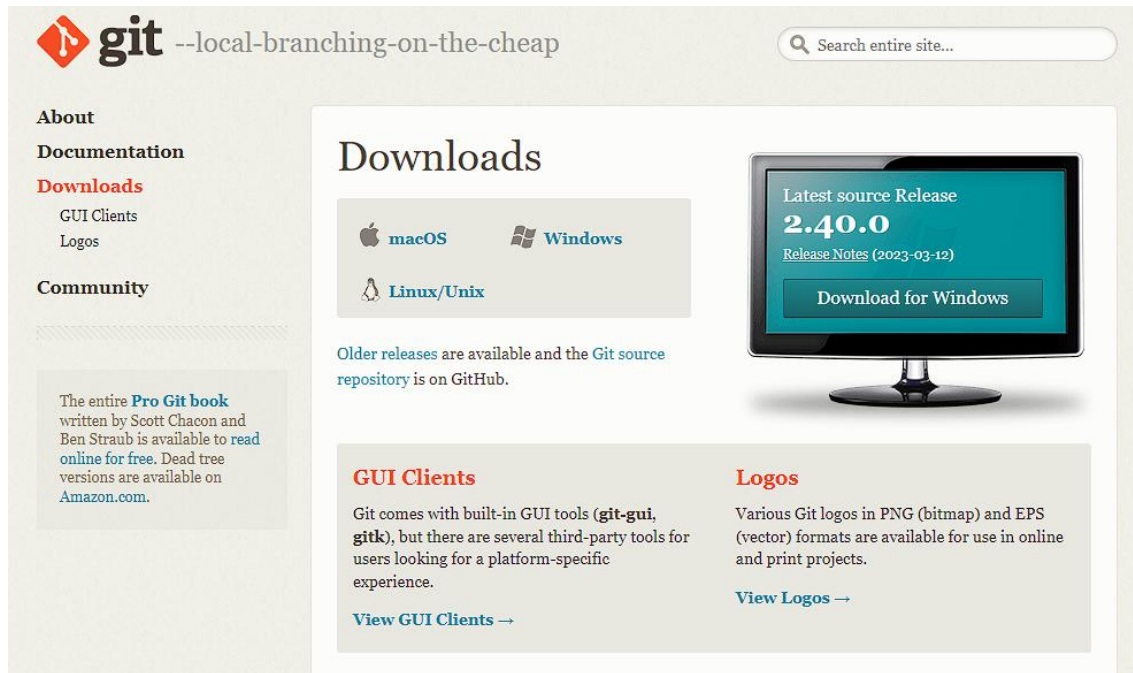 git --local-branching-on-the-cheap
Search entire site...
About
Documentation
Downloads
GUI Clients
Logos
Community
The entire Pro Git book
written by Scott Chacon and
Ben Straub is available to read
online for free. Dead tree
versions are available on
Amazon.com.
Downloads
macOS
Windows
Linux/Unix
Older releases are available and the Git source
repository is on GitHub.
Latest source Release
2.40.0
Release Notes (2023-03-12)
Download for Windows
GUI Clients
Git comes with built-in GUI tools (git-gui,
gitk), but there are several third-party tools for
users looking for a platform-specific
experience.
View GUI Clients →
Logos
Various Git logos in PNG (bitmap) and EPS
(vector) formats are available for use in online
and print projects.
View Logos →